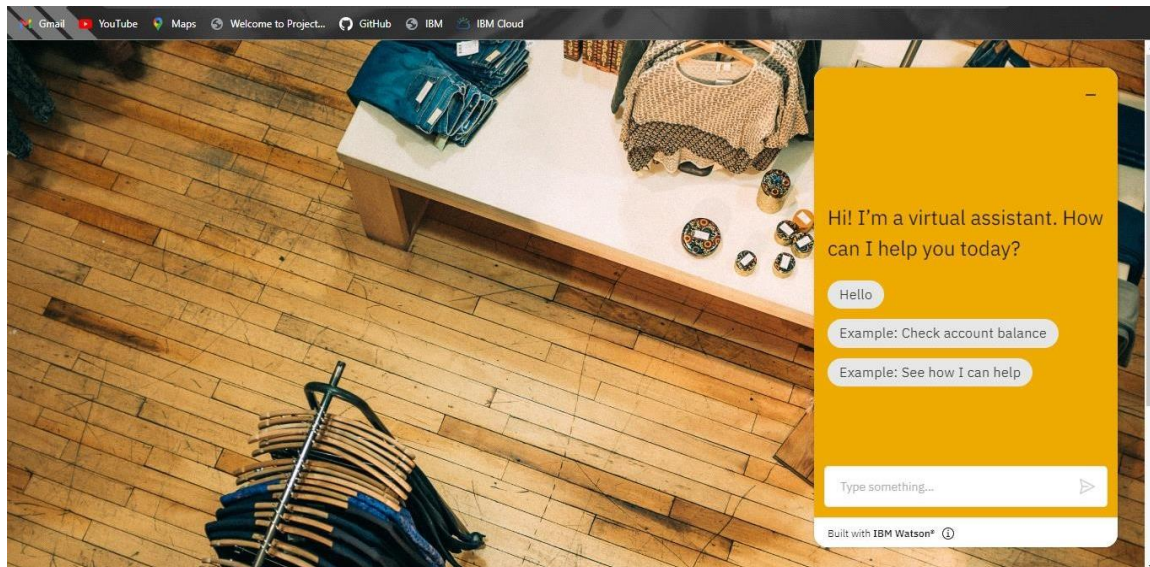 Gmail
YouTube
Maps
Welcome to Project...
GitHub
IBM
IBM Cloud
Hi! I’m a virtual assistant. How
can I help you today?
Hello
Example: Check account balance
Example: See how I can help
Type something...
Built with IBM Watson®